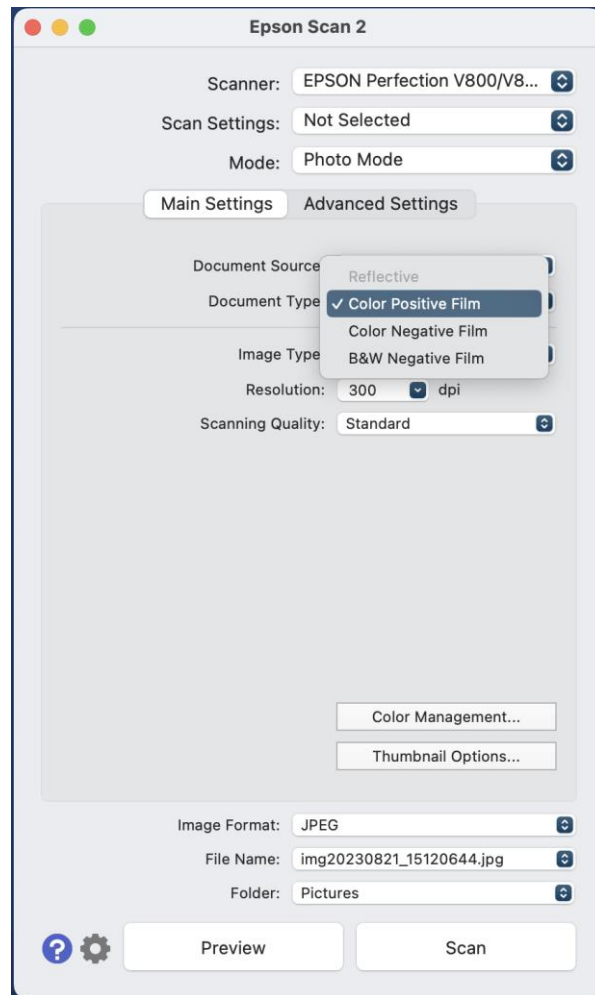 Epson Scan 2
Scanner: EPSON Perfection V800/V8...
Scan Settings: Not Selected
Mode: Photo Mode
Main Settings Advanced Settings
Document Source
Reflective
Document Type ✓ Color Positive Film
Color Negative Film
Image Type
B&W Negative Film
Resolution: 300 dpi
Scanning Quality: Standard
Color Management...
Thumbnail Options...
Image Format: JPEG
File Name: img20230821_15120644.jpg
Folder: Pictures
? Preview Scan